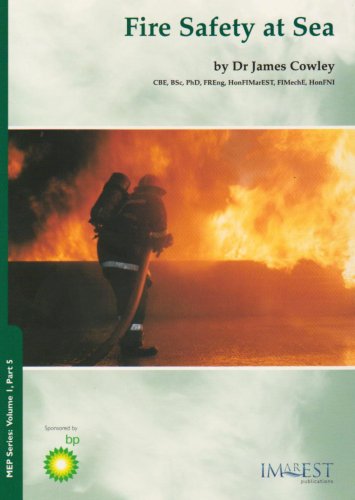 Fire Safety at Sea
by Dr James Cowley
CBE, BSc, PhD, FREng, HonFIMarEST, FIMechE, HonFNI
MEP Series: Volume 1, Part 5
Sponsored by
bp
IMarEST
publications